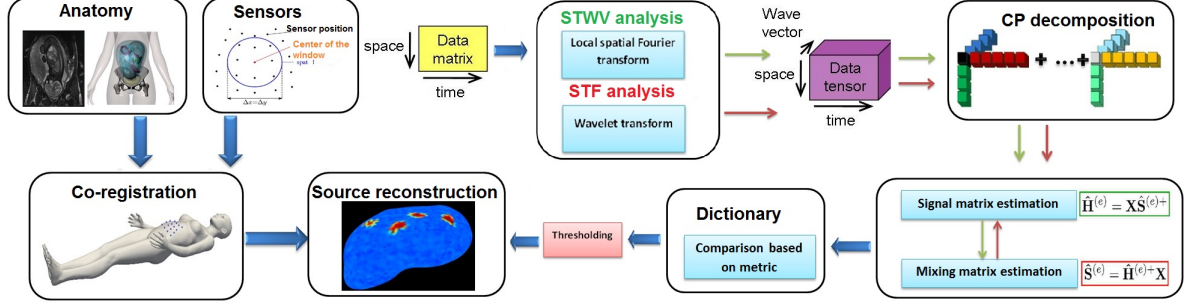 Anatomy
Sensors
Sensor position
Center of the
window
Δx=Δy
space
Data
matrix
time
STWV analysis
Local spatial Fourier
transform
STF analysis
Wavelet transform
Wave
vector
space
Data
tensor
time
CP decomposition
+ ...+
Co-registration
Source reconstruction
Thresholding
Dictionary
Comparison based
on metric
Signal matrix estimation
Ĥ⁽ᵉ⁾ = XŜ⁽ᵉ⁾⁺
Mixing matrix estimation
Ŝ⁽ᵉ⁾ = Ĥ⁽ᵉ⁾⁺X